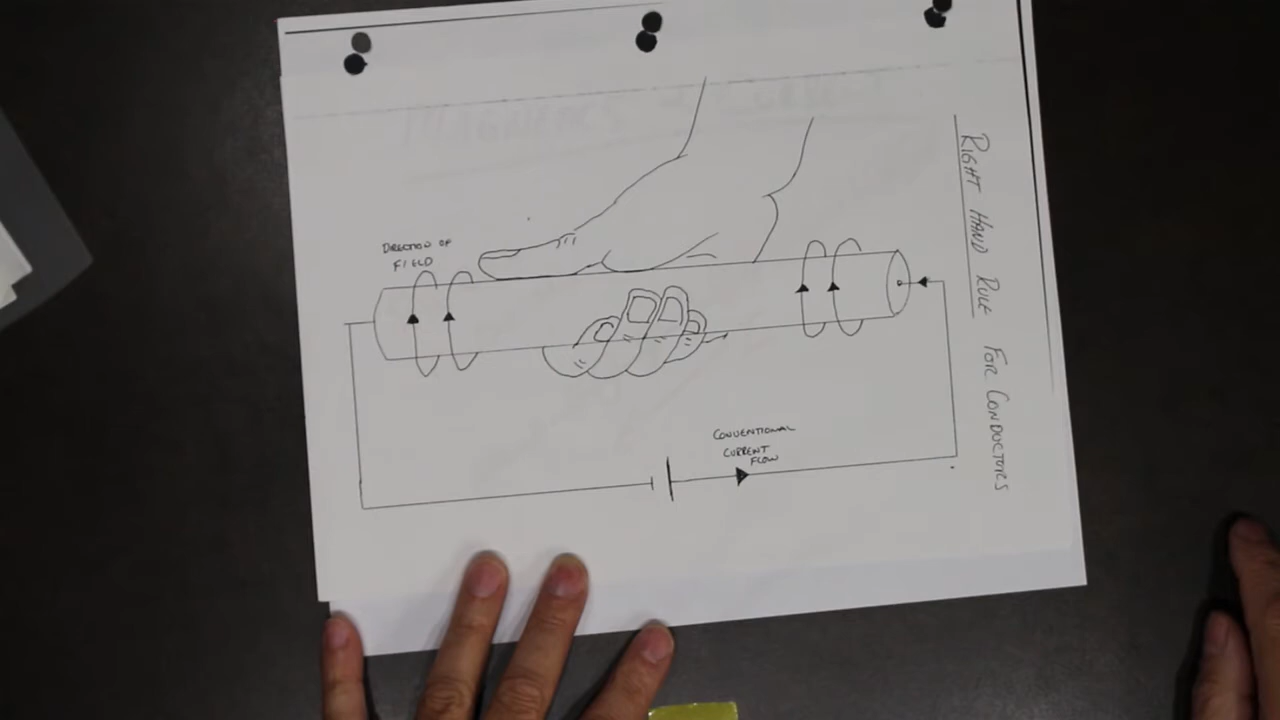 RIGHT HAND RULE FOR CONDUCTORS
DIRECTION OF
FIELD
CONVENTIONAL
CURRENT
FLOW